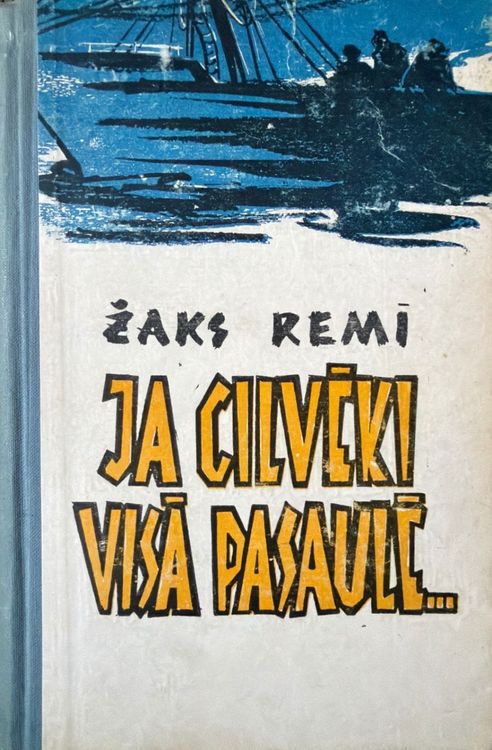 ŽAKS REMĪ
JA CILVĒKI
VISĀ PASAULĒ...